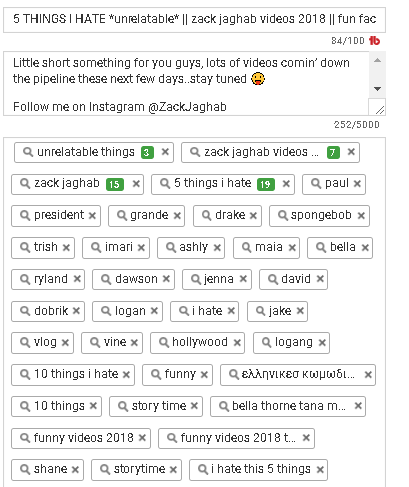 5 THINGS I HATE *unrelatable* || zack jaghab videos 2018 || fun fac
84/100 tb
Little short something for you guys, lots of videos comin' down
the pipeline these next few days..stay tuned 😜
Follow me on Instagram @ZackJaghab
252/5000
unrelatable things 3 × zack jaghab videos ... 7 ×
zack jaghab 15 × 5 things i hate 19 × paul ×
president × grande × drake × spongebob ×
trish × imari × ashly × maia × bella ×
ryland × dawson × jenna × david ×
dobrik × logan × i hate × jake ×
vlog × vine × hollywood × logang ×
10 things i hate × funny × ελληνικεσ κωμωδι... ×
10 things × story time × bella thorne tana m... ×
funny videos 2018 × funny videos 2018 t... ×
shane × storytime × i hate this 5 things ×